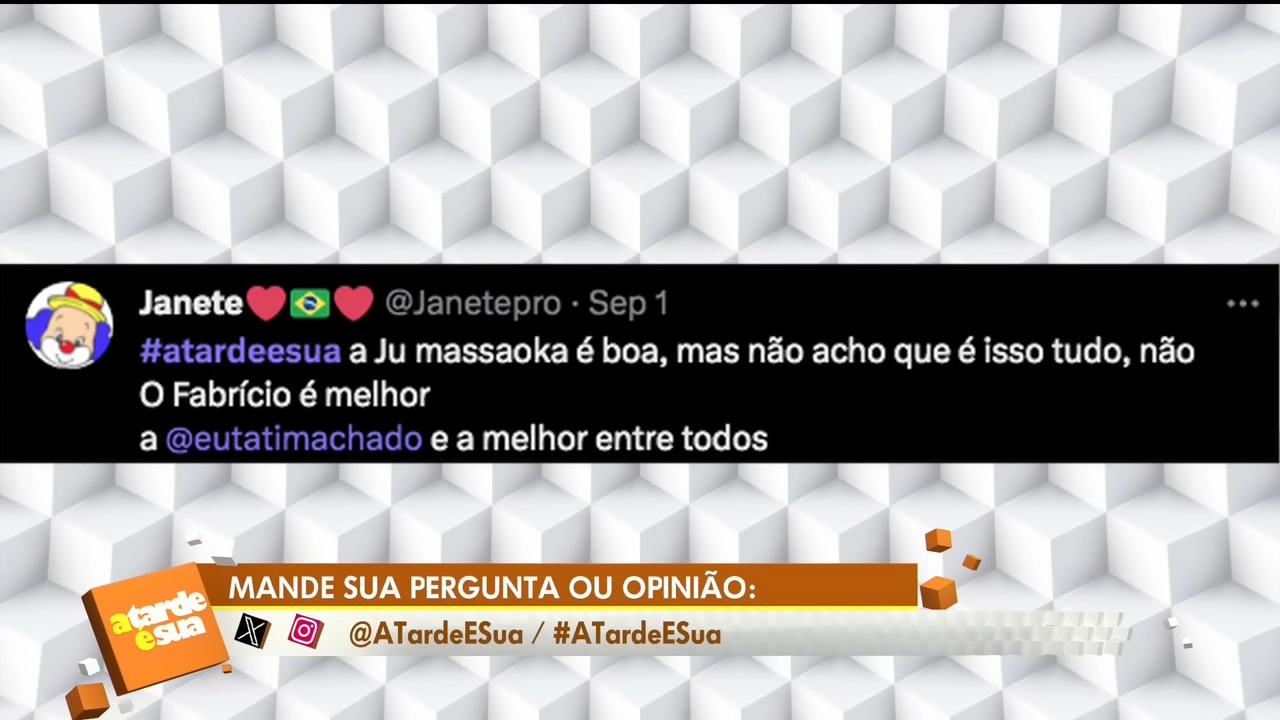 Janete❤️🇧🇷❤️ @Janetepro · Sep 1
#atardeesua a Ju massaoka é boa, mas não acho que é isso tudo, não
O Fabrício é melhor
a @eutatimachado e a melhor entre todos
MANDE SUA PERGUNTA OU OPINIÃO:
a tarde
é sua
@ATardeESua / #ATardeESua